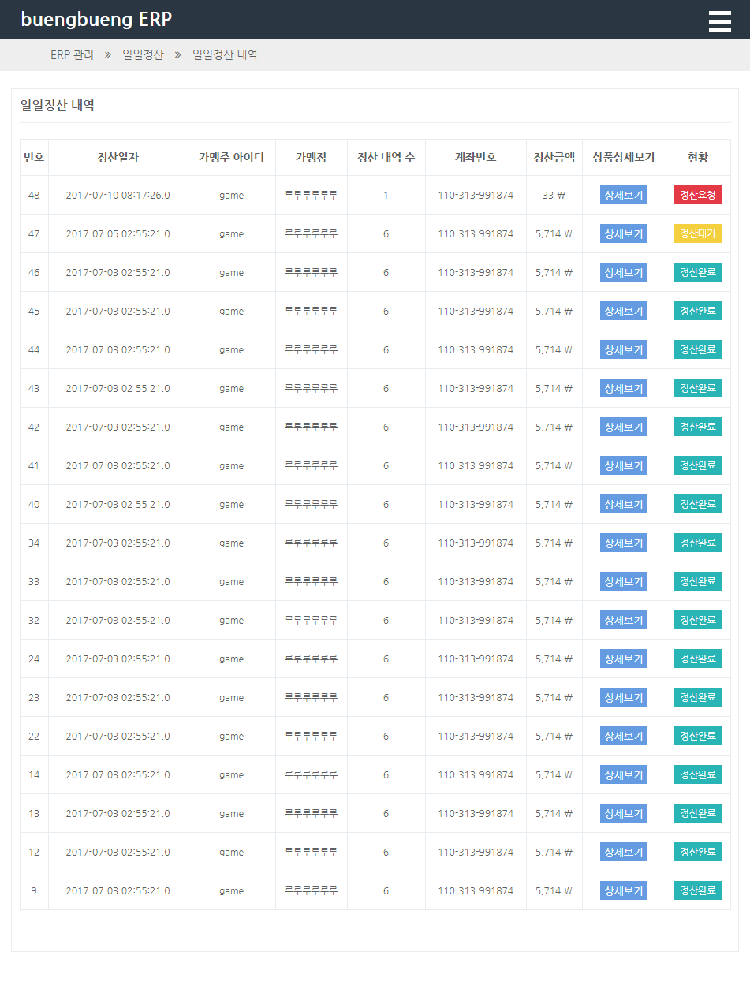 buengbueng ERP
ERP 관리 » 일일정산 » 일일정산 내역
일일정산 내역
번호 정산일자 가맹주 아이디 가맹점 정산 내역 수 계좌번호 정산금액 상품상세보기 현황
48 2017-07-10 08:17:26.0 game 루루루루루루 1 110-313-991874 33 ₩ 상세보기 정산요청
47 2017-07-05 02:55:21.0 game 루루루루루루 6 110-313-991874 5,714 ₩ 상세보기 정산대기
46 2017-07-03 02:55:21.0 game 루루루루루루 6 110-313-991874 5,714 ₩ 상세보기 정산완료
45 2017-07-03 02:55:21.0 game 루루루루루루 6 110-313-991874 5,714 ₩ 상세보기 정산완료
44 2017-07-03 02:55:21.0 game 루루루루루루 6 110-313-991874 5,714 ₩ 상세보기 정산완료
43 2017-07-03 02:55:21.0 game 루루루루루루 6 110-313-991874 5,714 ₩ 상세보기 정산완료
42 2017-07-03 02:55:21.0 game 루루루루루루 6 110-313-991874 5,714 ₩ 상세보기 정산완료
41 2017-07-03 02:55:21.0 game 루루루루루루 6 110-313-991874 5,714 ₩ 상세보기 정산완료
40 2017-07-03 02:55:21.0 game 루루루루루루 6 110-313-991874 5,714 ₩ 상세보기 정산완료
34 2017-07-03 02:55:21.0 game 루루루루루루 6 110-313-991874 5,714 ₩ 상세보기 정산완료
33 2017-07-03 02:55:21.0 game 루루루루루루 6 110-313-991874 5,714 ₩ 상세보기 정산완료
32 2017-07-03 02:55:21.0 game 루루루루루루 6 110-313-991874 5,714 ₩ 상세보기 정산완료
24 2017-07-03 02:55:21.0 game 루루루루루루 6 110-313-991874 5,714 ₩ 상세보기 정산완료
23 2017-07-03 02:55:21.0 game 루루루루루루 6 110-313-991874 5,714 ₩ 상세보기 정산완료
22 2017-07-03 02:55:21.0 game 루루루루루루 6 110-313-991874 5,714 ₩ 상세보기 정산완료
14 2017-07-03 02:55:21.0 game 루루루루루루 6 110-313-991874 5,714 ₩ 상세보기 정산완료
13 2017-07-03 02:55:21.0 game 루루루루루루 6 110-313-991874 5,714 ₩ 상세보기 정산완료
12 2017-07-03 02:55:21.0 game 루루루루루루 6 110-313-991874 5,714 ₩ 상세보기 정산완료
9 2017-07-03 02:55:21.0 game 루루루루루루 6 110-313-991874 5,714 ₩ 상세보기 정산완료